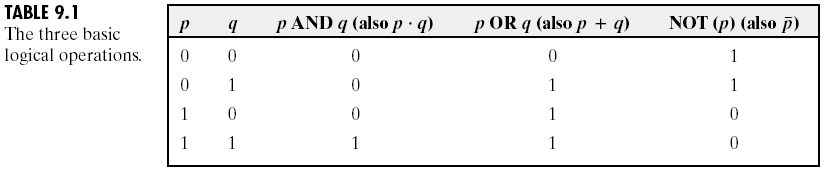 TABLE 9.1
The three basic
logical operations.
p q p AND q (also p · q) p OR q (also p + q) NOT (p) (also p̄)
0 0 0 0 1
0 1 0 1 1
1 0 0 1 0
1 1 1 1 0